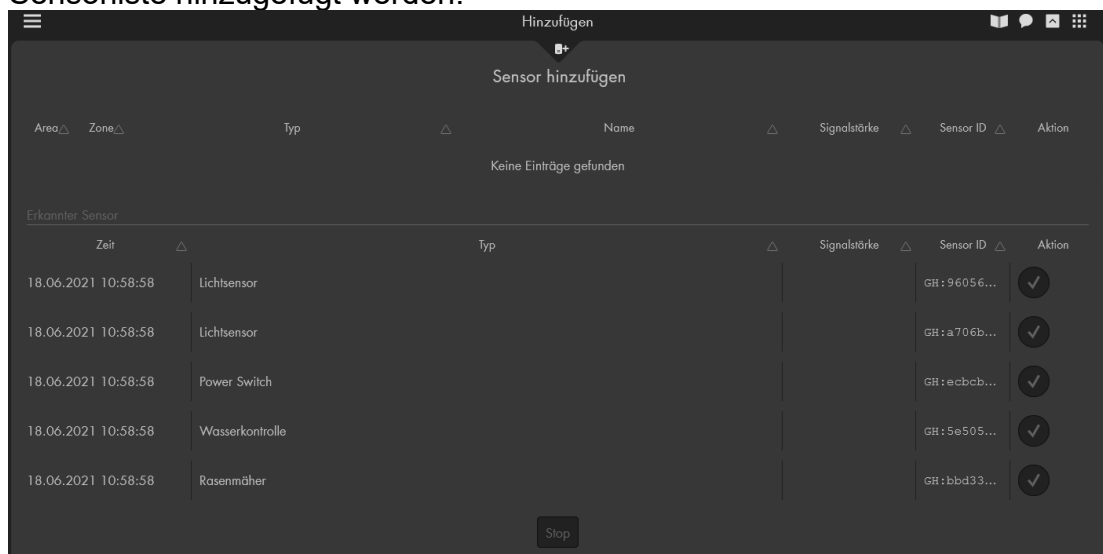 Sensorliste hinzugefügt werden.
Hinzufügen
Sensor hinzufügen
Area Zone Typ Name Signalstärke Sensor ID Aktion
Keine Einträge gefunden
Erkannter Sensor
Zeit Typ Signalstärke Sensor ID Aktion
18.06.2021 10:58:58 Lichtsensor GH:96056...
18.06.2021 10:58:58 Lichtsensor GH:a706b...
18.06.2021 10:58:58 Power Switch GH:ecbcb...
18.06.2021 10:58:58 Wasserkontrolle GH:5e505...
18.06.2021 10:58:58 Rasenmäher GH:bbd33...
Stop